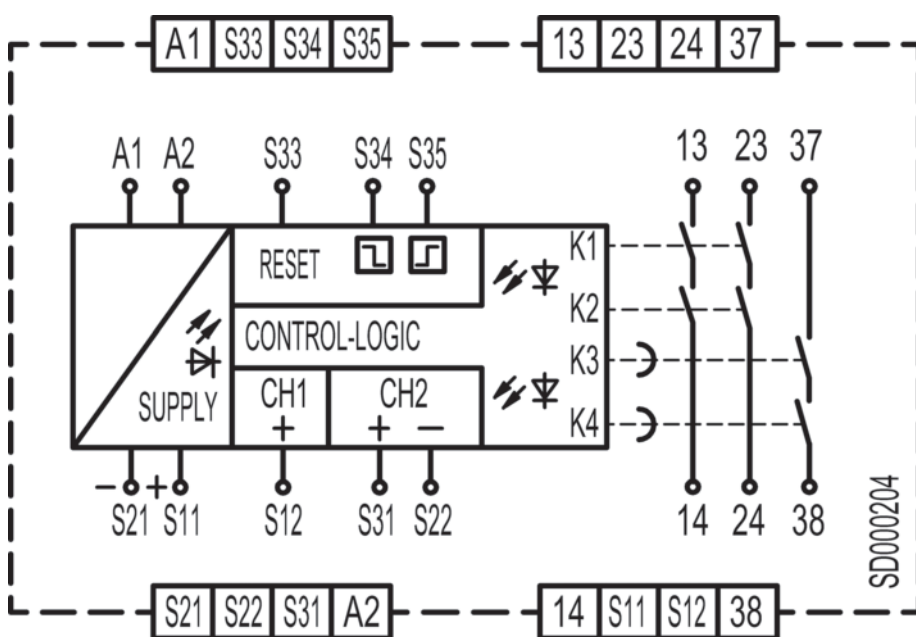 A1 S33 S34 S35 13 23 24 37
A1 A2 S33 S34 S35 13 23 37
RESET K1
K2
CONTROL-LOGIC
K3
SUPPLY CH1 CH2
+ + − K4
− + 
S21 S11 S12 S31 S22 14 24 38
SD000204
S21 S22 S31 A2 14 S11 S12 38